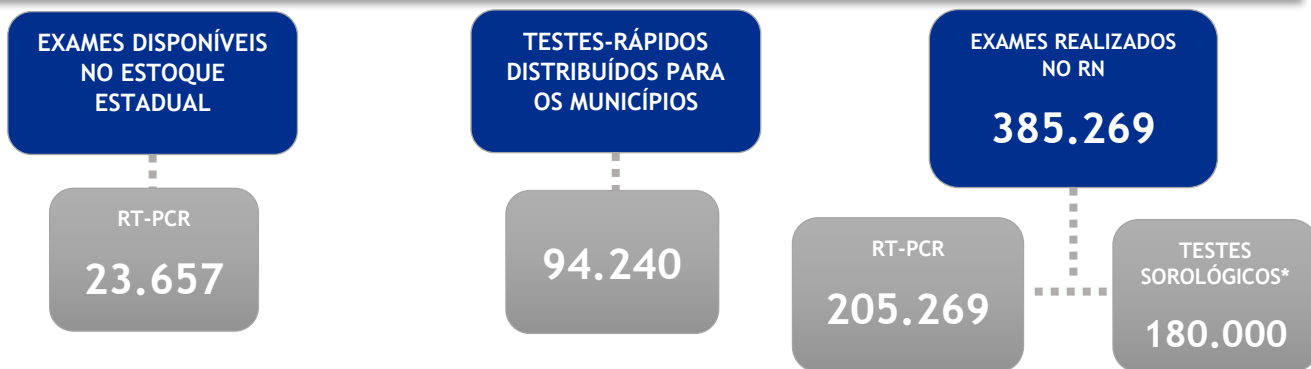 EXAMES DISPONÍVEIS
NO ESTOQUE
ESTADUAL
RT-PCR
23.657
TESTES-RÁPIDOS
DISTRIBUÍDOS PARA
OS MUNICÍPIOS
94.240
EXAMES REALIZADOS
NO RN
385.269
RT-PCR
205.269
TESTES
SOROLÓGICOS*
180.000